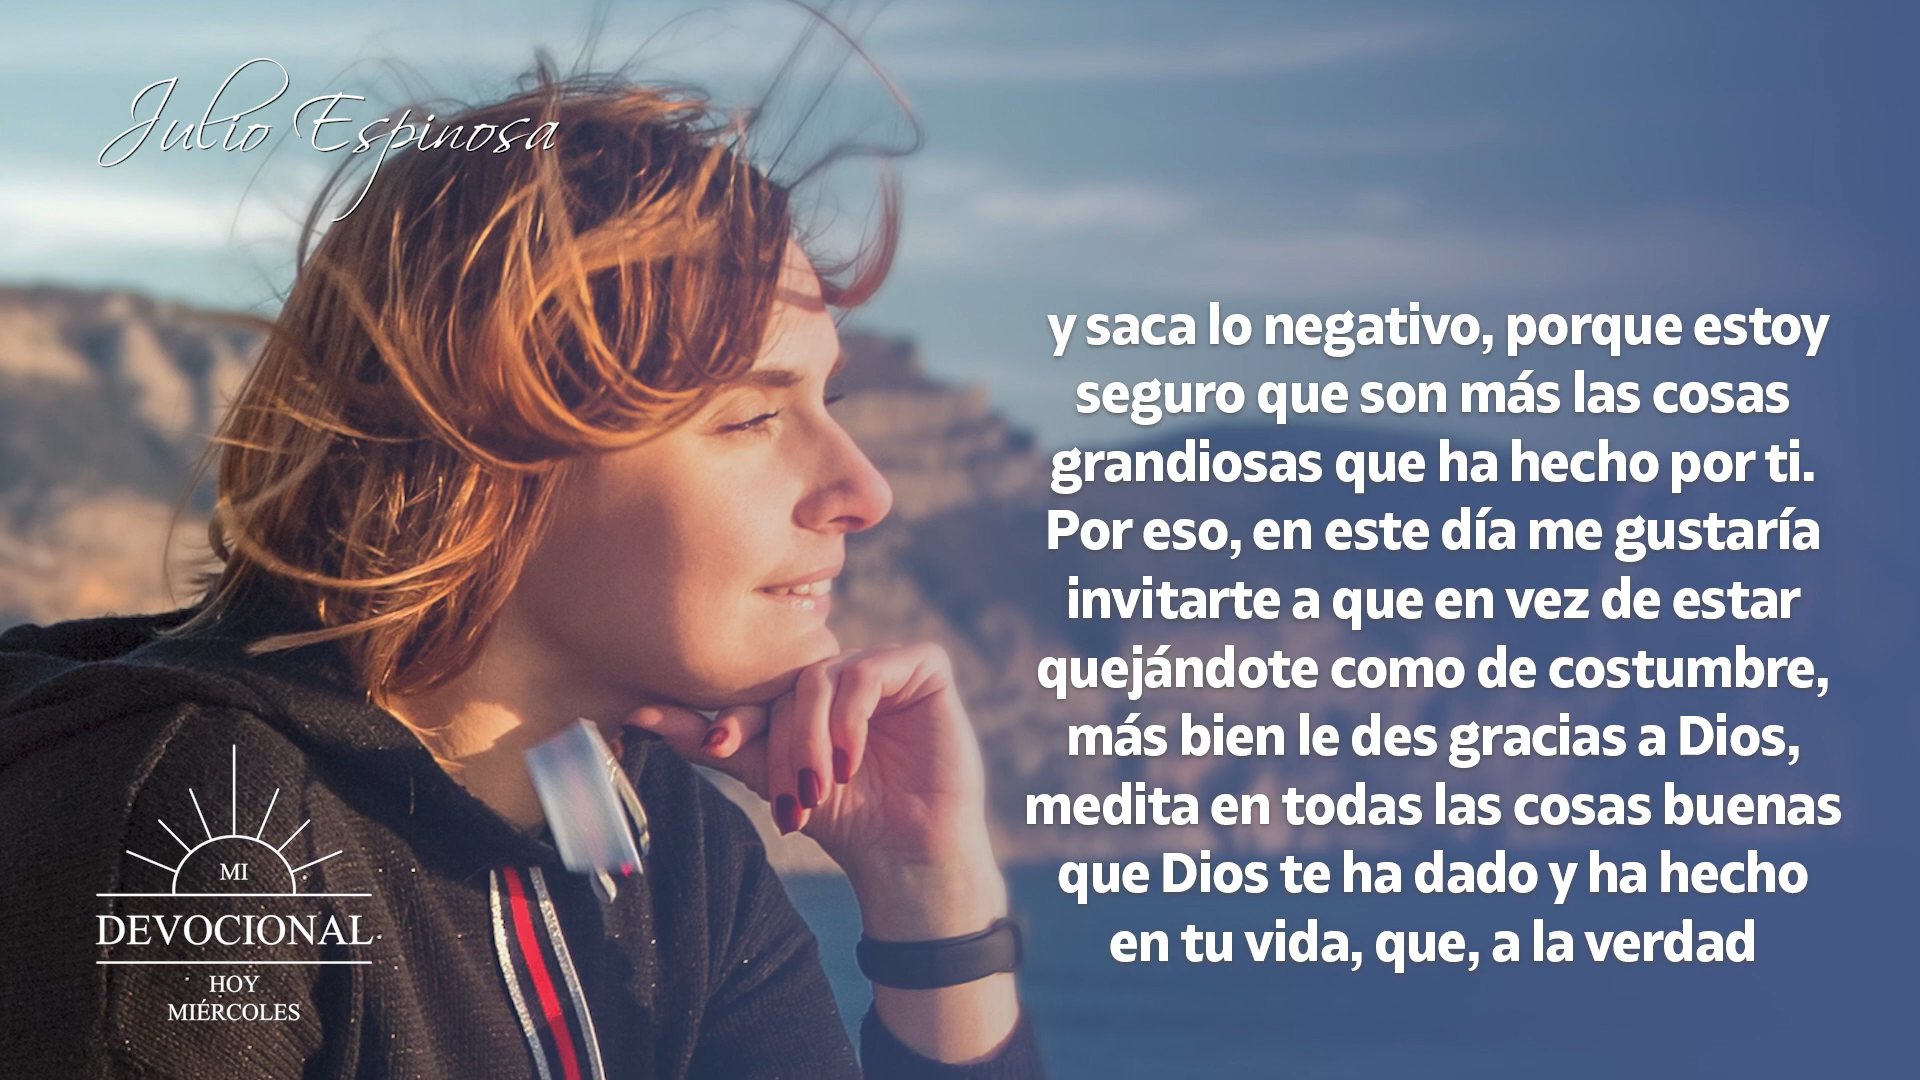 Julio Espinosa
y saca lo negativo, porque estoy
seguro que son más las cosas
grandiosas que ha hecho por ti.
Por eso, en este día me gustaría
invitarte a que en vez de estar
quejándote como de costumbre,
más bien le des gracias a Dios,
medita en todas las cosas buenas
que Dios te ha dado y ha hecho
en tu vida, que, a la verdad
MI
DEVOCIONAL
HOY
MIÉRCOLES